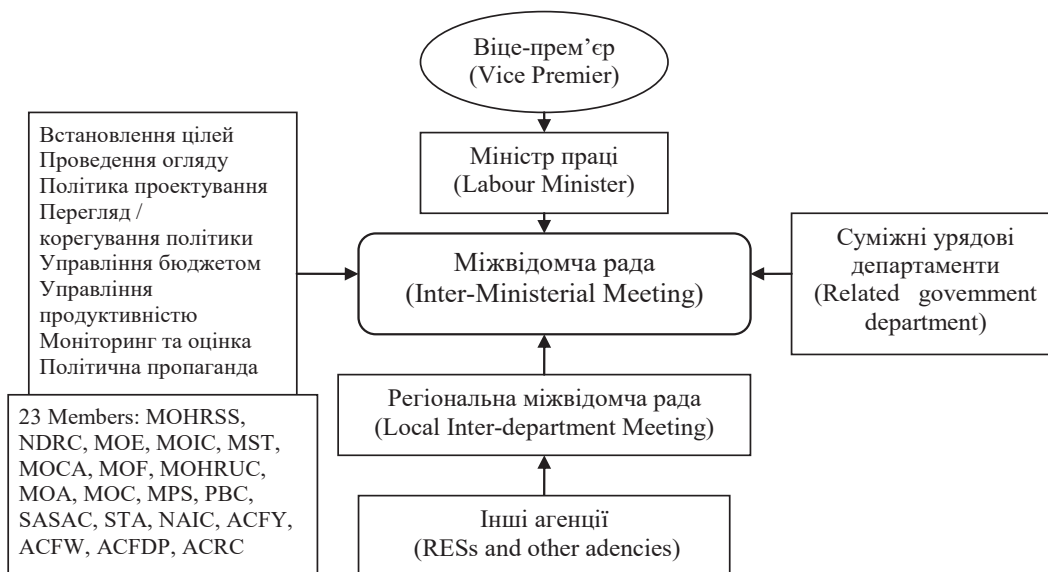 Віце-прем’єр
(Vice Premier)
Міністр праці
(Labour Minister)
Встановлення цілей
Проведення огляду
Політика проектування
Перегляд /
корегування політики
Управління бюджетом
Управління
продуктивністю
Моніторинг та оцінка
Політична пропаганда
Міжвідомча рада
(Inter-Ministerial Meeting)
Суміжні урядові
департаменти
(Related govemment
department)
23 Members: MOHRSS,
NDRC, MOE, MOIC, MST,
MOCA, MOF, MOHRUC,
MOA, MOC, MPS, PBC,
SASAC, STA, NAIC, ACFY,
ACFW, ACFDP, ACRC
Регіональна міжвідомча рада
(Local Inter-department Meeting)
Інші агенції
(RESs and other adencies)